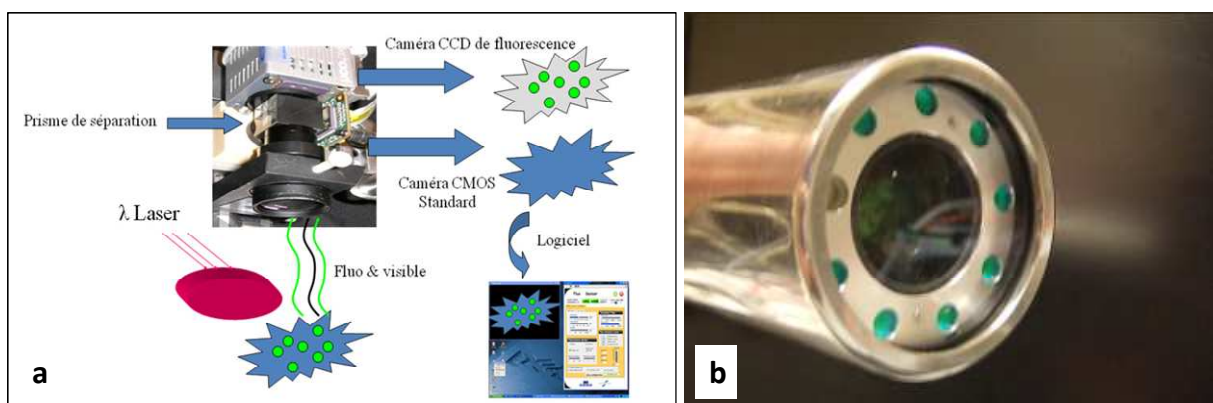 Caméra CCD de fluorescence
Prisme de séparation
Caméra CMOS
Standard
λ Laser
Logiciel
Fluo & visible
a
b